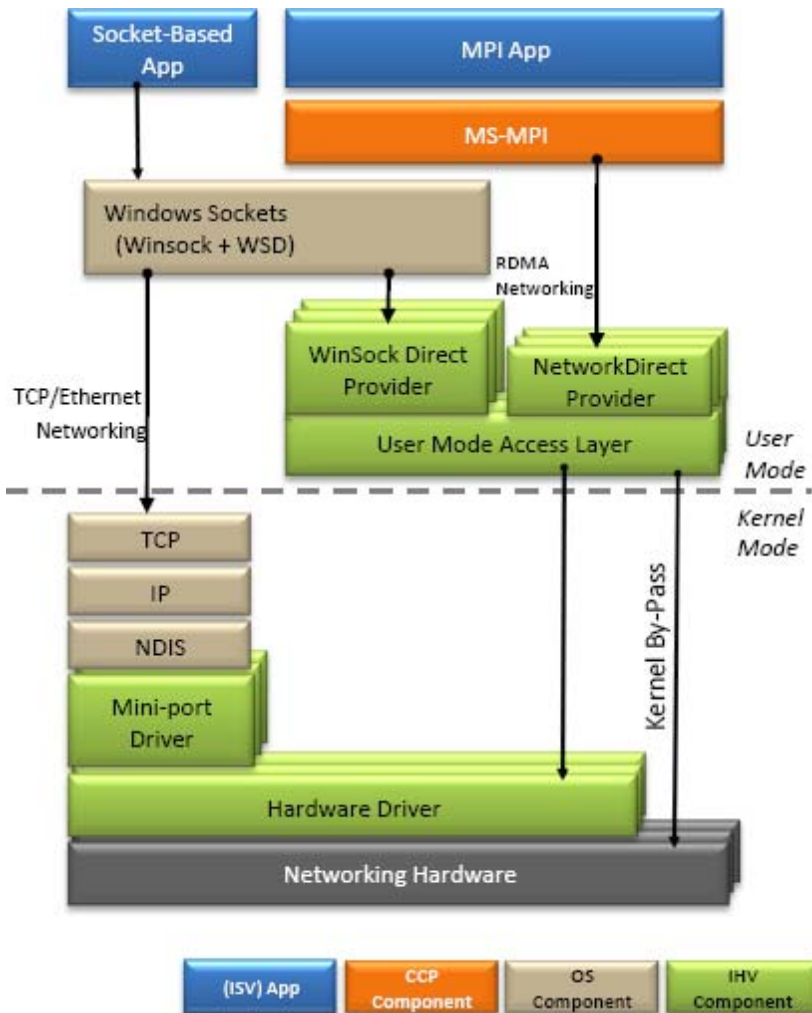 Socket-Based
App
MPI App
MS-MPI
Windows Sockets
(Winsock + WSD)
RDMA
Networking
WinSock Direct
Provider
NetworkDirect
Provider
TCP/Ethernet
Networking
User Mode Access Layer
User
Mode
Kernel
Mode
TCP
IP
NDIS
Kernel By-Pass
Mini-port
Driver
Hardware Driver
Networking Hardware
(ISV) App
CCP
Component
OS
Component
IHV
Component